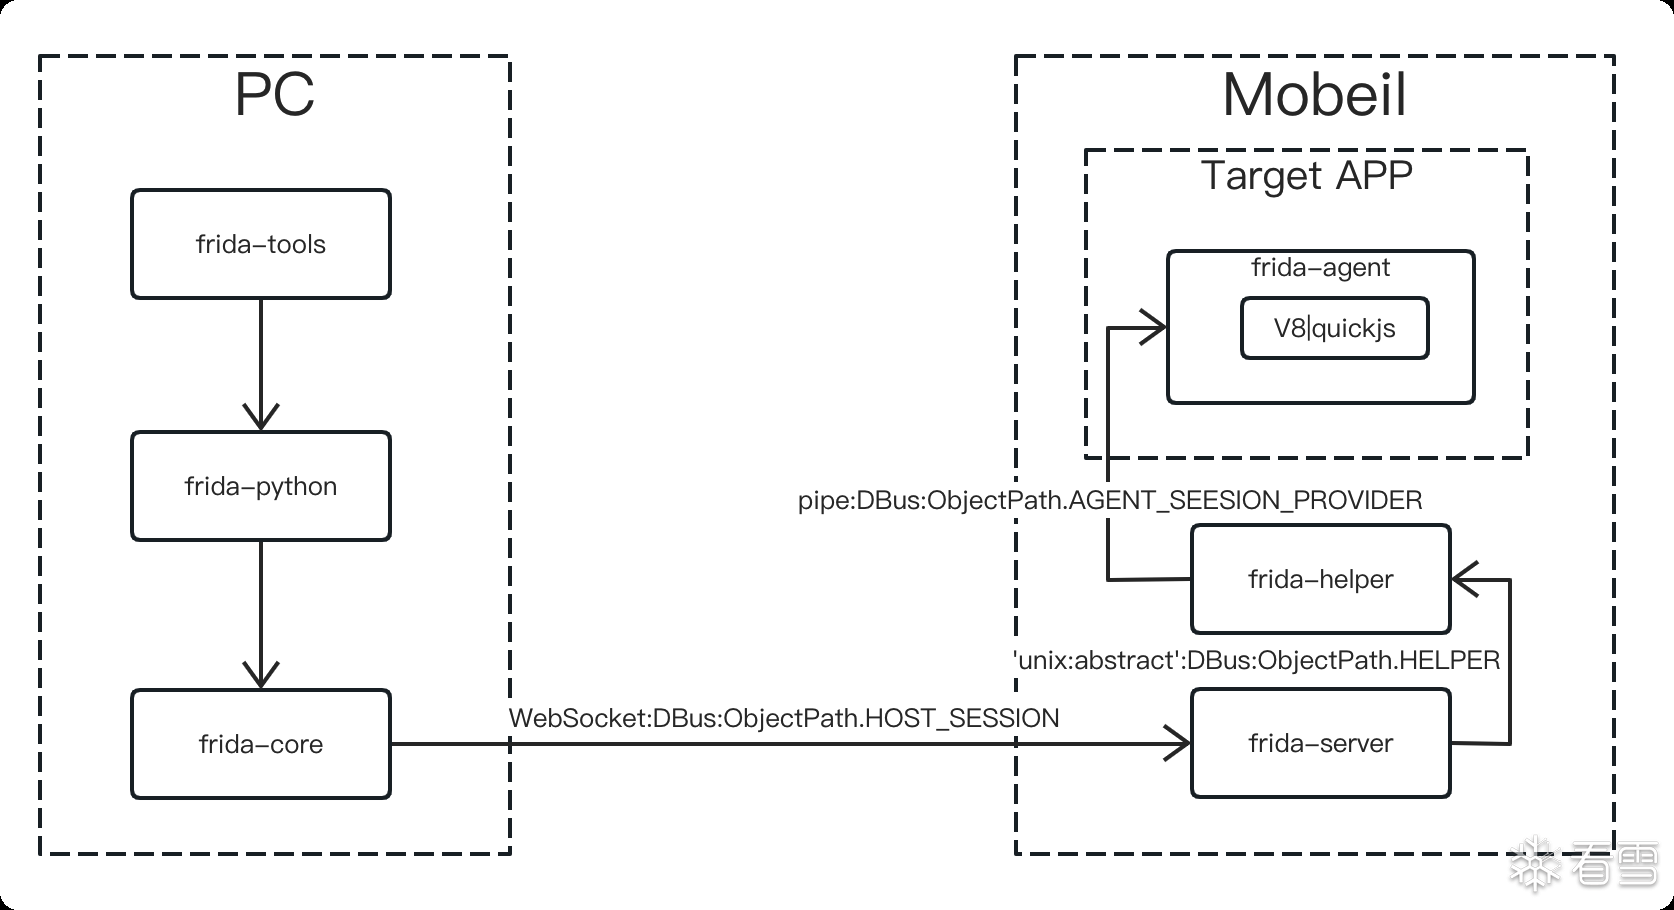 PC
frida-tools
frida-python
frida-core
WebSocket:DBus:ObjectPath.HOST_SESSION
Mobeil
Target APP
frida-agent
V8|quickjs
pipe:DBus:ObjectPath.AGENT_SEESION_PROVIDER
frida-helper
'unix:abstract':DBus:ObjectPath.HELPER
frida-server
看雪